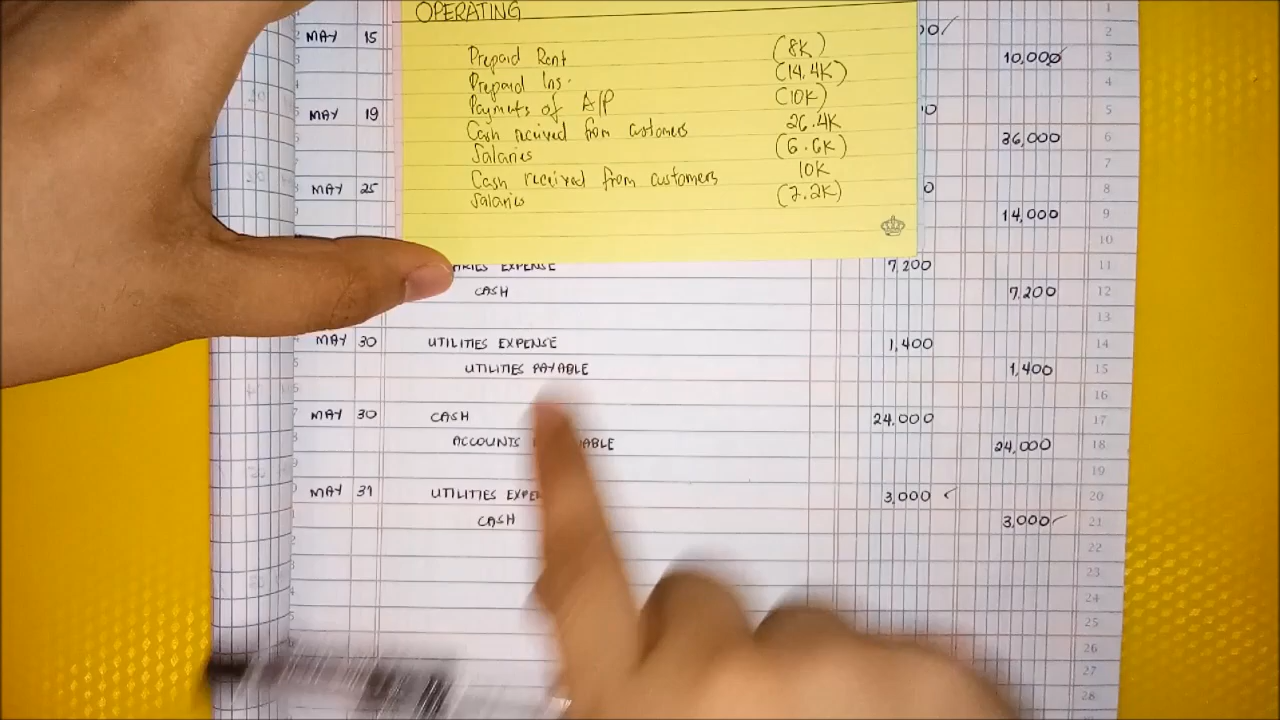 OPERATING
Prepaid Rent (8K)
Prepaid Ins. (14.4K)
Payments of A/P (10K)
Cash received from customers 26.4K
Salaries (6.6K)
Cash received from customers 10K
Salaries (7.2K)
1
MAY 15 2
10,000 3
4
MAY 19 5
36,000 6
7
MAY 25 8
14,000 9
10
EXPENSE 7,200 11
CASH 7,200 12
13
MAY 30 UTILITIES EXPENSE 1,400 14
UTILITIES PAYABLE 1,400 15
16
MAY 30 CASH 24,000 17
ACCOUNTS 24,000 18
19
MAY 31 UTILITIES 3,000 20
CASH 3,000 21
22
23
24
25
26
27
28